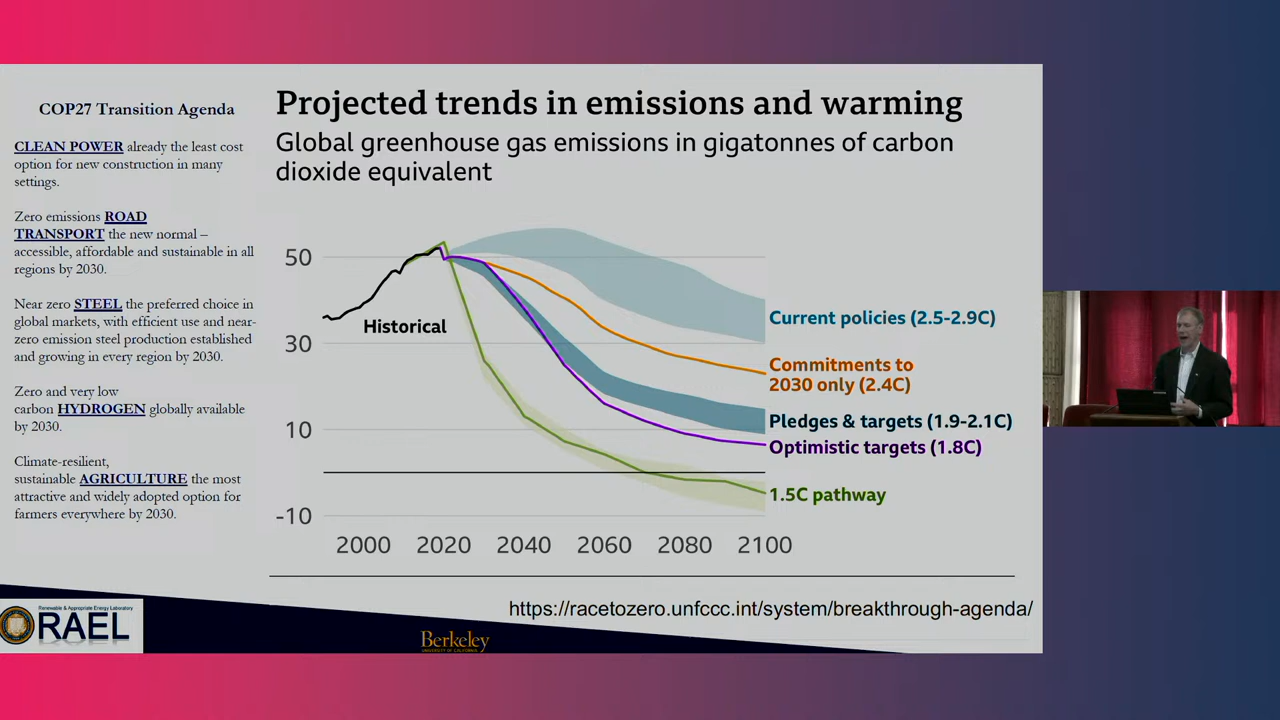 COP27 Transition Agenda
CLEAN POWER already the least cost
option for new construction in many
settings.
Zero emissions ROAD
TRANSPORT the new normal –
accessible, affordable and sustainable in all
regions by 2030.
Near zero STEEL the preferred choice in
global markets, with efficient use and near-
zero emission steel production established
and growing in every region by 2030.
Zero and very low
carbon HYDROGEN globally available
by 2030.
Climate-resilient,
sustainable AGRICULTURE the most
attractive and widely adopted option for
farmers everywhere by 2030.
Projected trends in emissions and warming
Global greenhouse gas emissions in gigatonnes of carbon
dioxide equivalent
50
30
10
-10
Historical
Current policies (2.5-2.9C)
Commitments to
2030 only (2.4C)
Pledges & targets (1.9-2.1C)
Optimistic targets (1.8C)
1.5C pathway
2000 2020 2040 2060 2080 2100
https://racetozero.unfccc.int/system/breakthrough-agenda/
Renewable & Appropriate Energy Laboratory
RAEL
Berkeley
UNIVERSITY OF CALIFORNIA